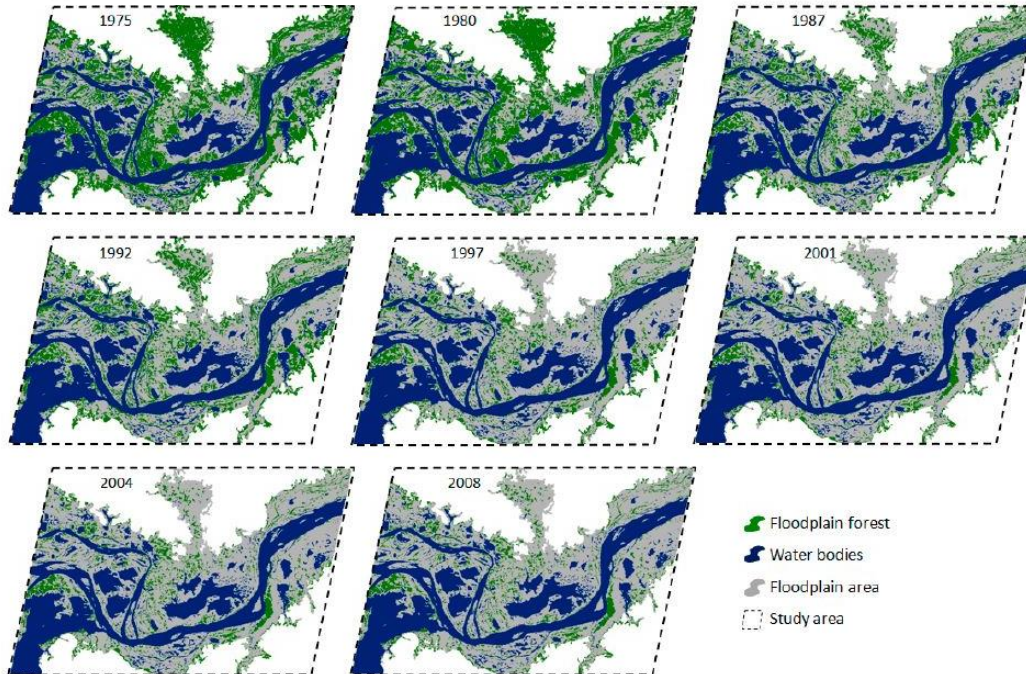 1975
1980
1987
1992
1997
2001
2004
2008
Floodplain forest
Water bodies
Floodplain area
Study area